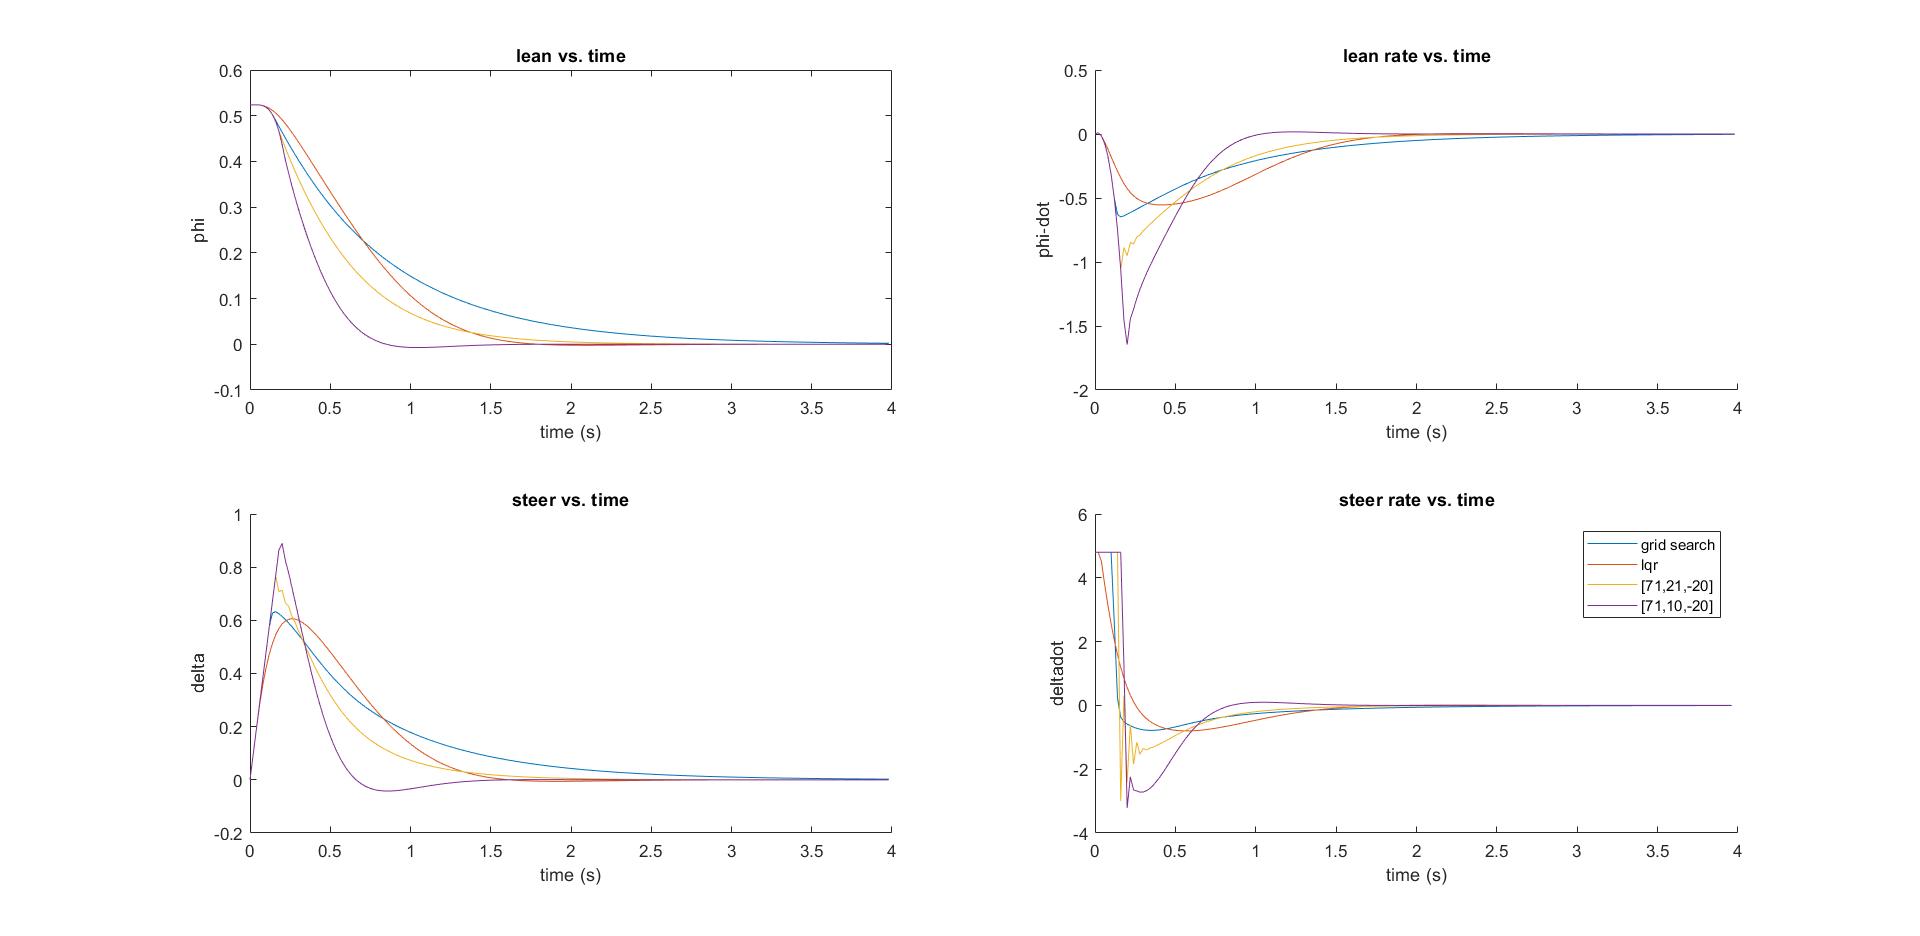 lean vs. time
0.6
0.5
0.4
0.3
0.2
0.1
0
-0.1
phi
0 0.5 1 1.5 2 2.5 3 3.5 4
time (s)
lean rate vs. time
0.5
0
-0.5
-1
-1.5
-2
phi-dot
0 0.5 1 1.5 2 2.5 3 3.5 4
time (s)
steer vs. time
1
0.8
0.6
0.4
0.2
0
-0.2
delta
0 0.5 1 1.5 2 2.5 3 3.5 4
time (s)
steer rate vs. time
6
4
2
0
-2
-4
deltadot
grid search
lqr
[71,21,-20]
[71,10,-20]
0 0.5 1 1.5 2 2.5 3 3.5 4
time (s)